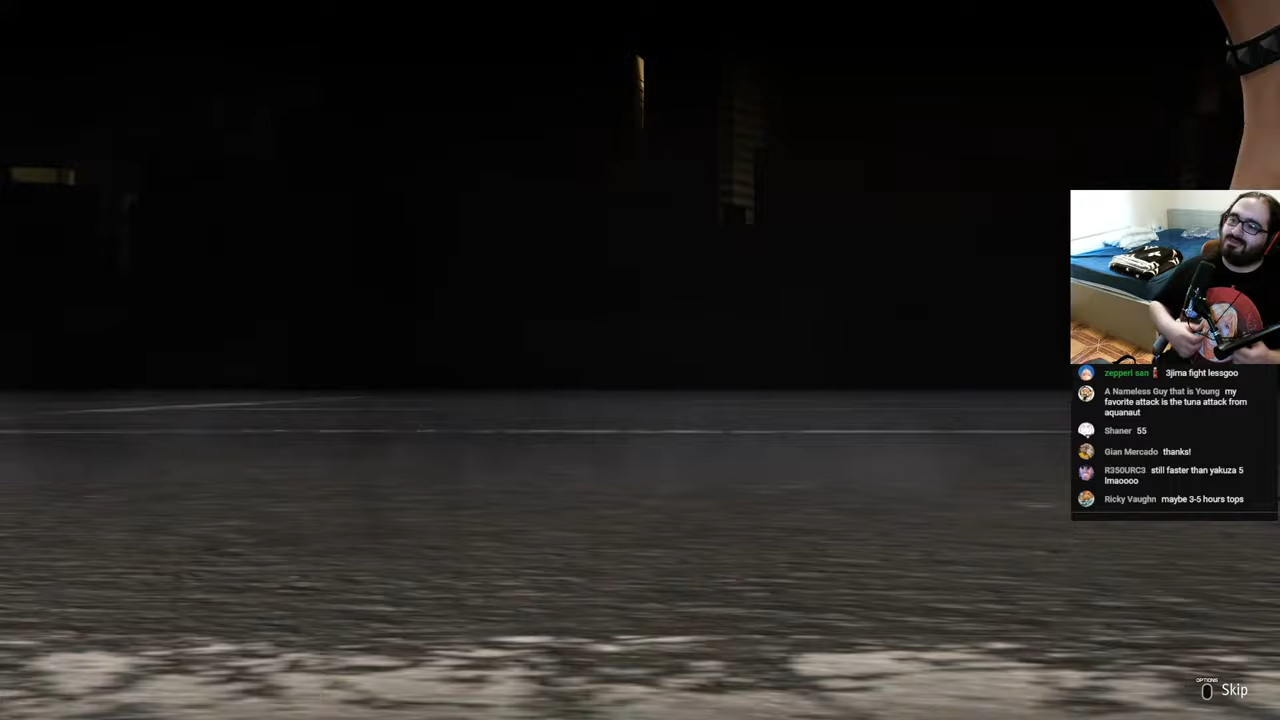 zepperi san 3jima fight lessgoo
A Nameless Guy that is Young my
favorite attack is the tuna attack from
aquanaut
Shaner 55
Gian Mercado thanks!
R350URC3 still faster than yakuza 5
lmaoooo
Ricky Vaughn maybe 3-5 hours tops
OPTIONS
Skip